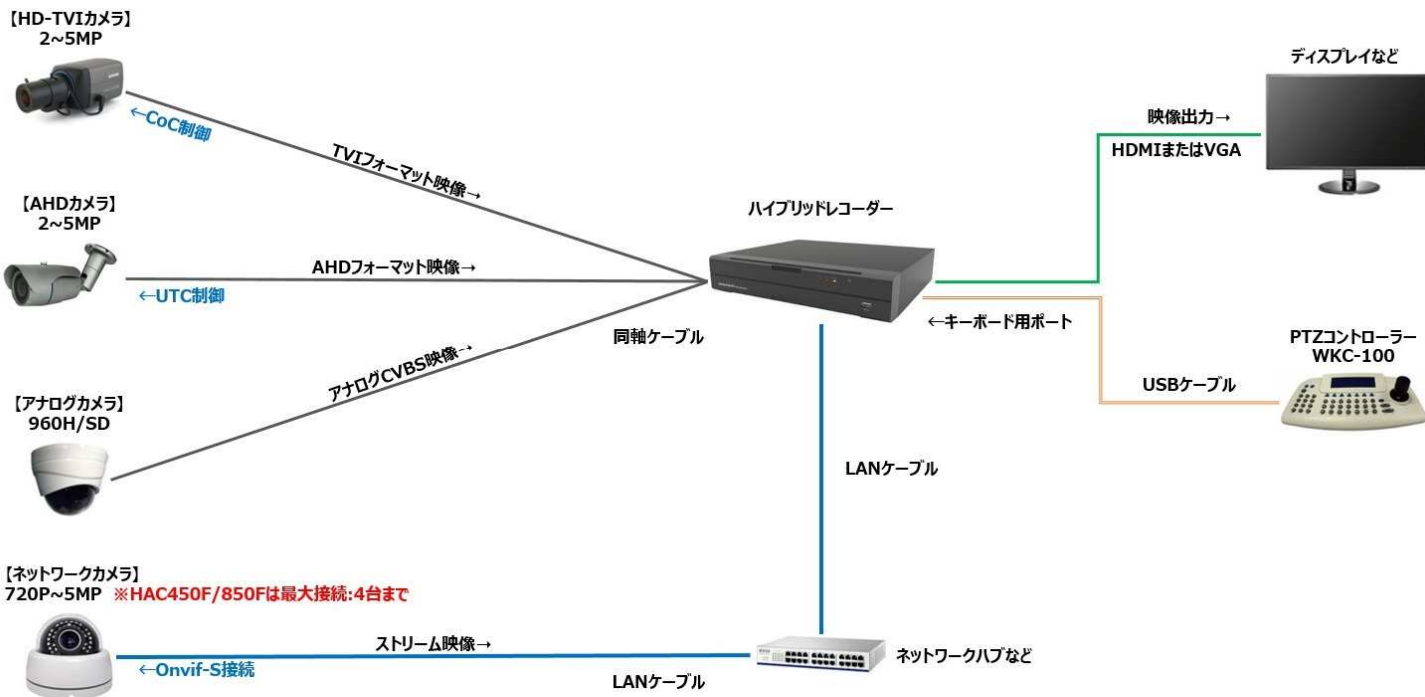 【HD-TVIカメラ】
2~5MP
←CoC制御
TVIフォーマット映像→
ディスプレイなど
映像出力→
HDMIまたはVGA
【AHDカメラ】
2~5MP
AHDフォーマット映像→
←UTC制御
ハイブリッドレコーダー
←キーボード用ポート
同軸ケーブル
アナログCVBS映像→
PTZコントローラー
WKC-100
USBケーブル
【アナログカメラ】
960H/SD
LANケーブル
【ネットワークカメラ】
720P~5MP ※HAC450F/850Fは最大接続:4台まで
ストリーム映像→
←Onvif-S接続
LANケーブル
ネットワークハブなど